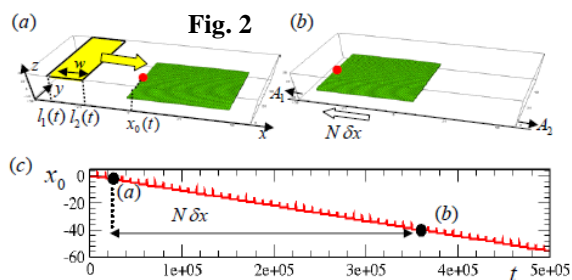 Fig. 2
(a)
(b)
w
z
y
l1(t) l2(t) x0(t) x
A1
N δx
A2
(c)
x0
0
-20
-40
-60
(a)
N δx
(b)
0 1e+05 2e+05 3e+05 4e+05 5e+05
t